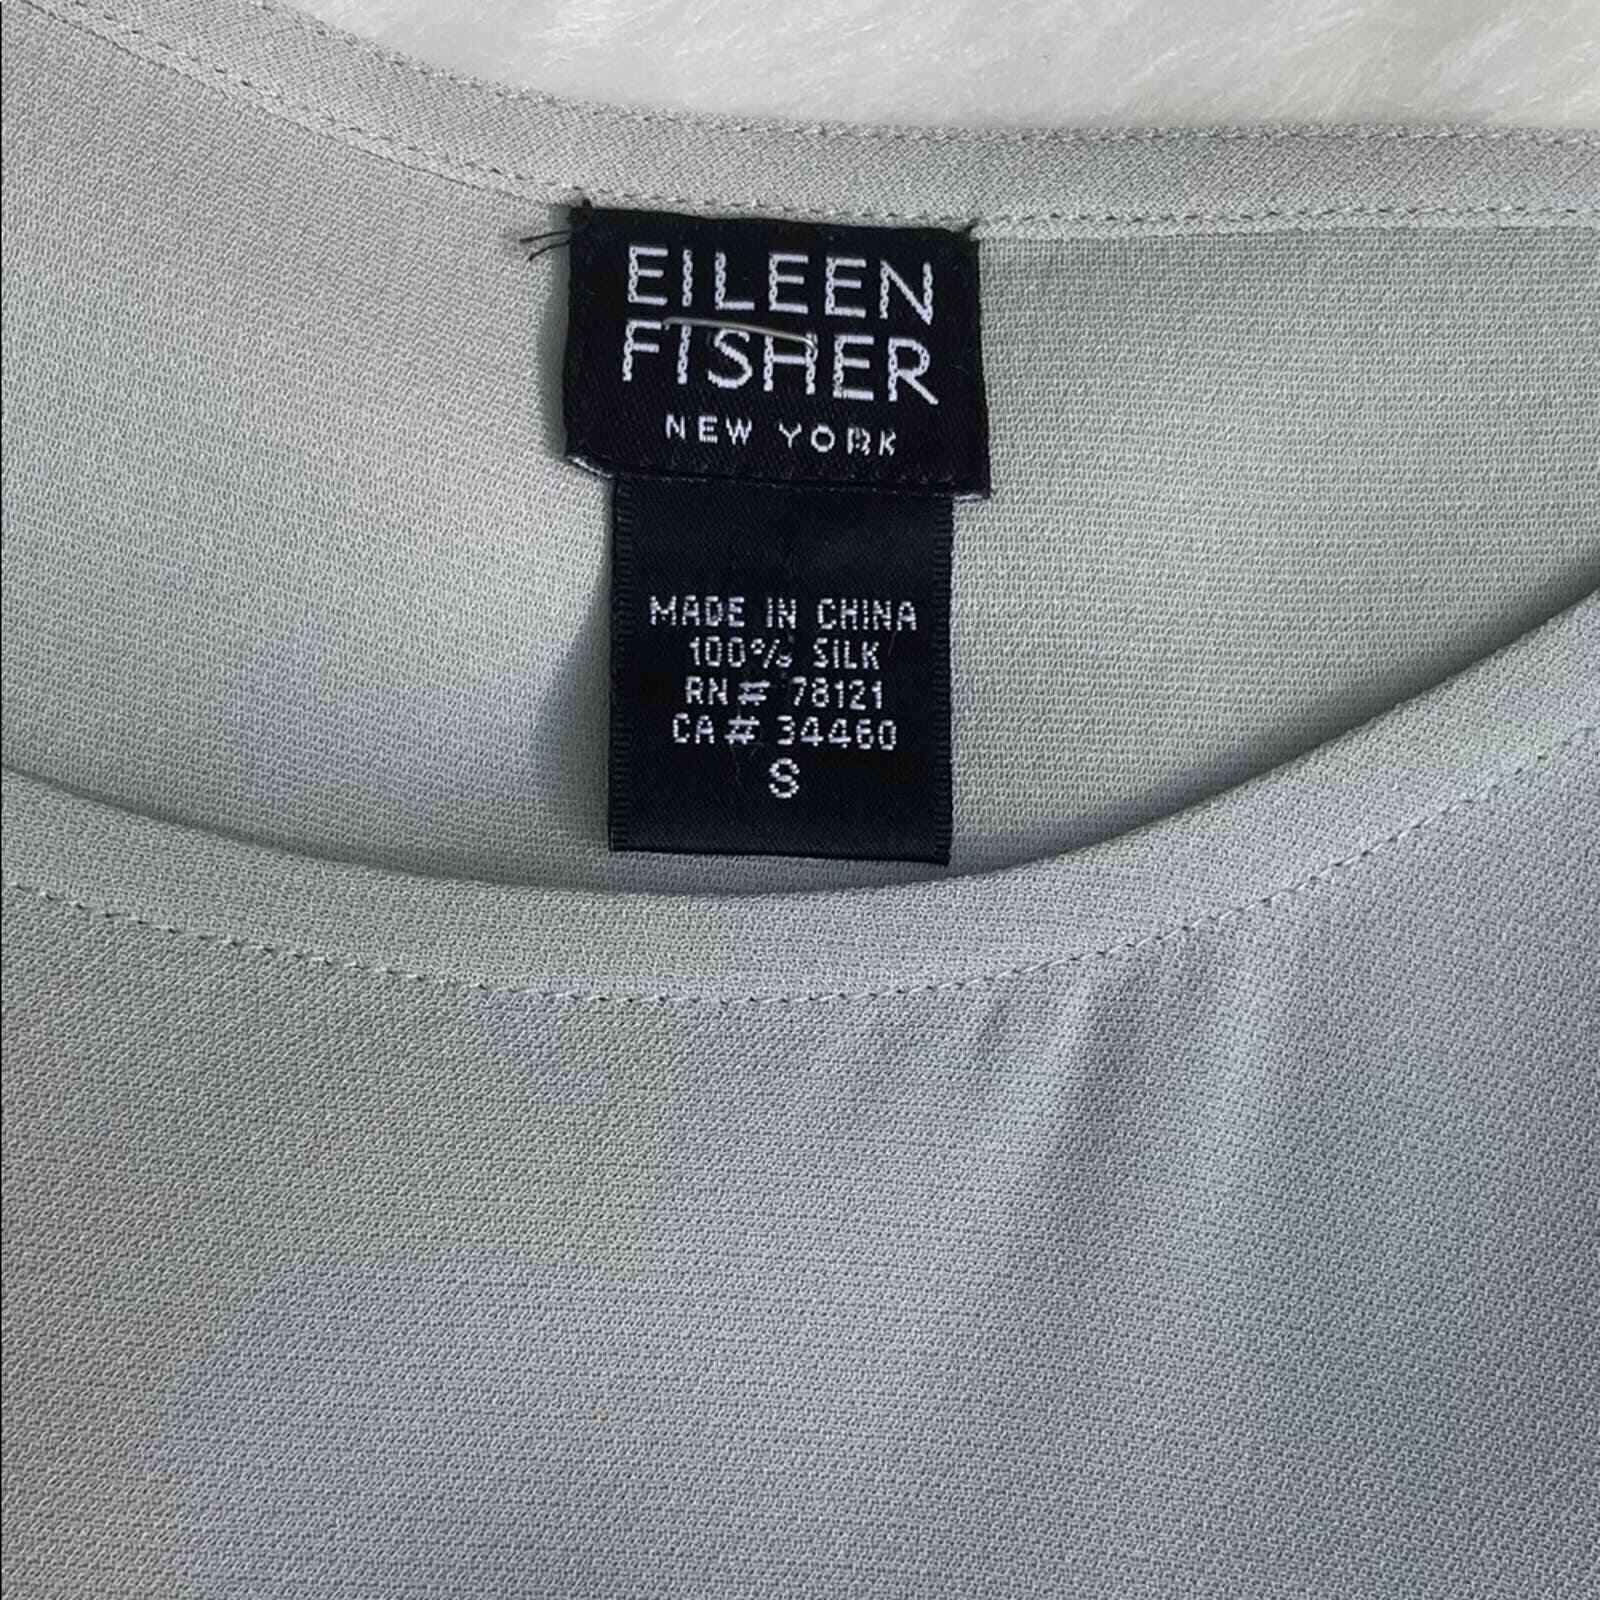 EILEEN
FISHER
NEW YORK
MADE IN CHINA
100% SILK
RN# 78121
CA# 34460
S